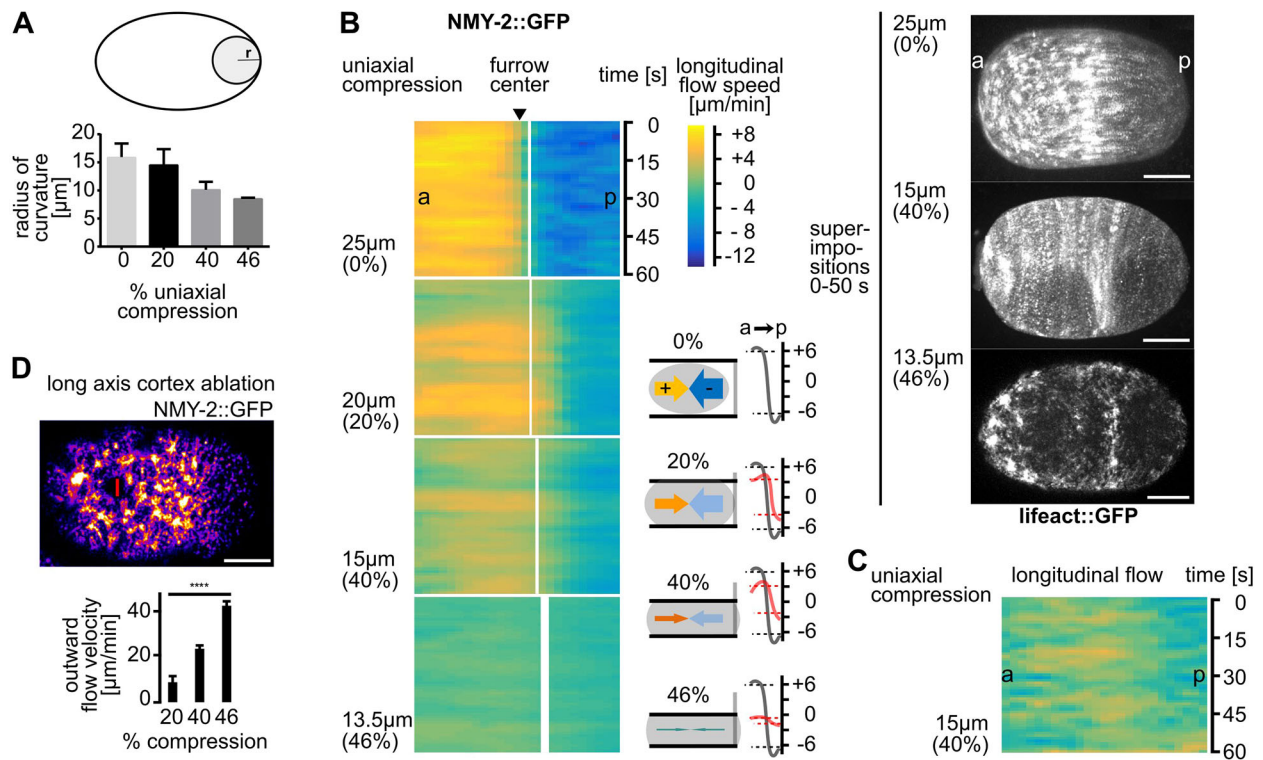 A
r
radius of
curvature
[µm]
20
15
10
5
0
0 20 40 46
% uniaxial
compression
B
NMY-2::GFP
uniaxial
compression
furrow
center
time [s]
longitudinal
flow speed
[µm/min]
a
p
0
15
30
45
60
+8
+4
0
- 4
- 8
-12
25µm
(0%)
20µm
(20%)
15µm
(40%)
13.5µm
(46%)
a p
0%
+ -
+6
0
-6
20%
+6
0
-6
40%
+6
0
-6
46%
+6
0
-6
super-
impo-
sitions
0-50 s
25µm
(0%)
a
p
15µm
(40%)
13.5µm
(46%)
lifeact::GFP
C
uniaxial
compression
longitudinal flow
time [s]
a
p
0
15
30
45
60
15µm
(40%)
D
long axis cortex ablation
NMY-2::GFP
outward
flow velocity
[µm/min]
****
40
20
0
20 40 46
% compression